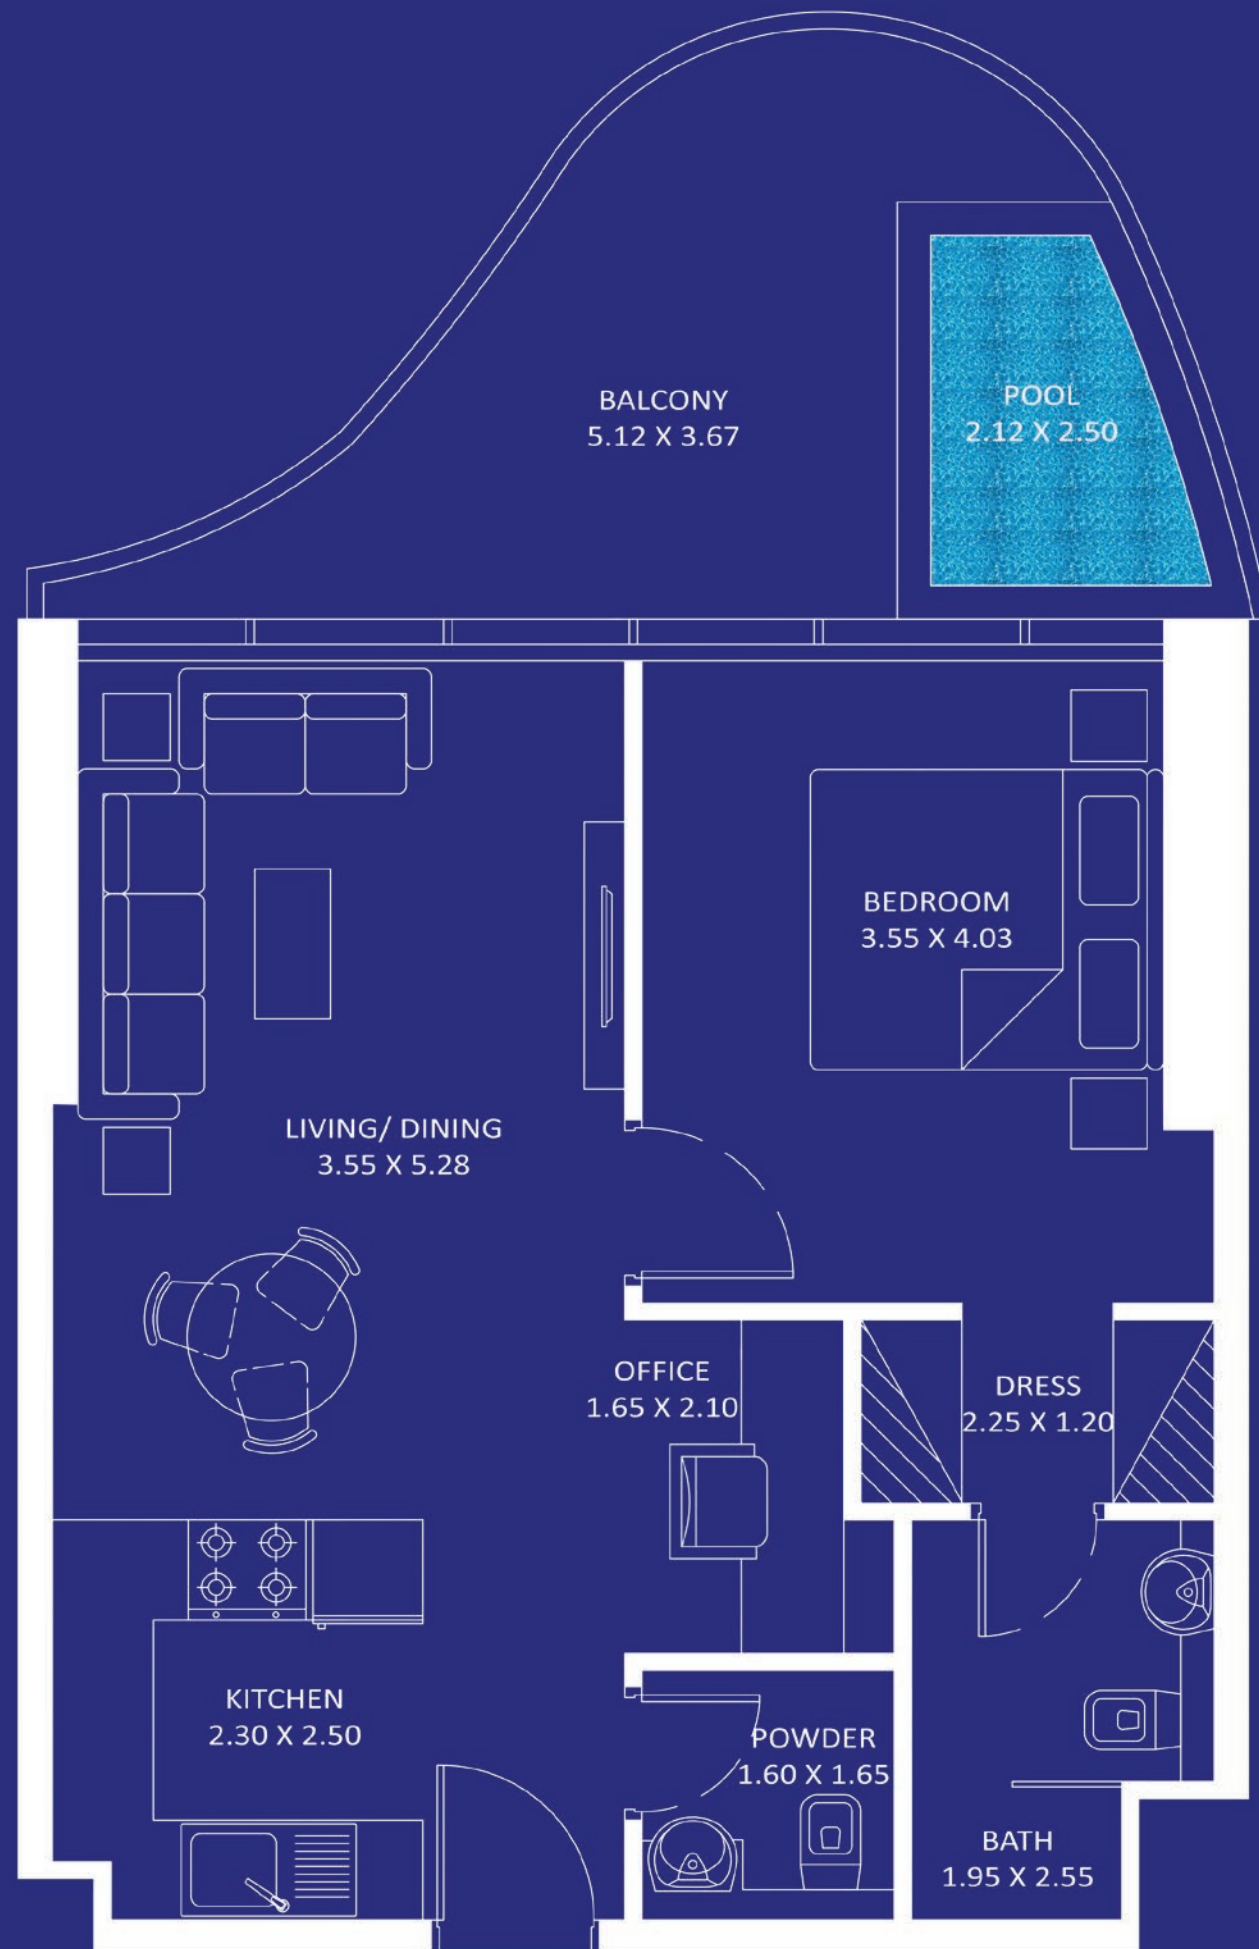 BALCONY
5.12 X 3.67
POOL
2.12 X 2.50
BEDROOM
3.55 X 4.03
LIVING/ DINING
3.55 X 5.28
OFFICE
1.65 X 2.10
DRESS
2.25 X 1.20
KITCHEN
2.30 X 2.50
POWDER
1.60 X 1.65
BATH
1.95 X 2.55